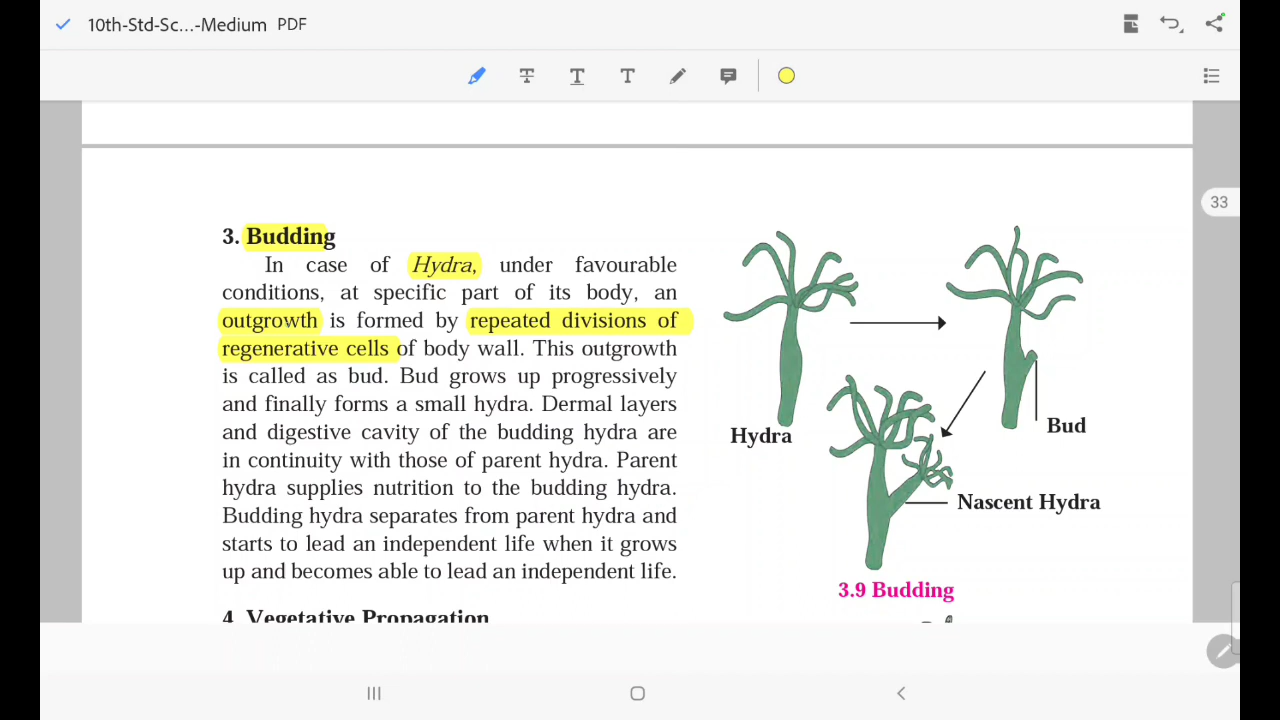 10th-Std-Sc...-Medium PDF
33
3. Budding
In case of Hydra, under favourable
conditions, at specific part of its body, an
outgrowth is formed by repeated divisions of
regenerative cells of body wall. This outgrowth
is called as bud. Bud grows up progressively
and finally forms a small hydra. Dermal layers
and digestive cavity of the budding hydra are
in continuity with those of parent hydra. Parent
hydra supplies nutrition to the budding hydra.
Budding hydra separates from parent hydra and
starts to lead an independent life when it grows
up and becomes able to lead an independent life.
Hydra
Bud
Nascent Hydra
3.9 Budding
4. Vegetative Propagation